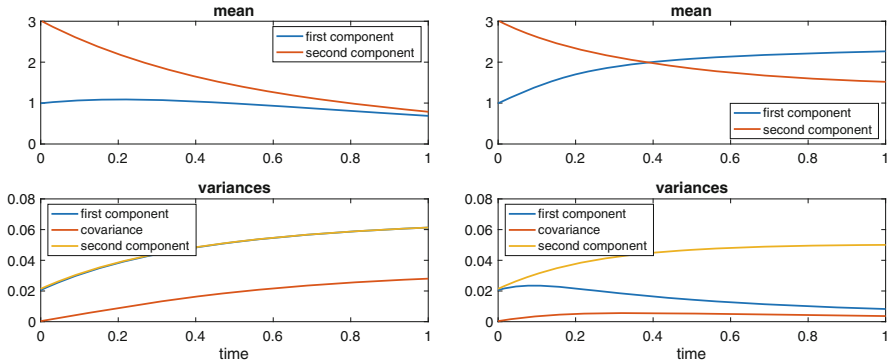 mean
3
2
1
0
first component
second component
0
0.2
0.4
0.6
0.8
1
mean
3
2
1
0
first component
second component
0
0.2
0.4
0.6
0.8
1
variances
0.08
0.06
0.04
0.02
0
first component
covariance
second component
0
0.2
0.4
0.6
0.8
1
time
variances
0.08
0.06
0.04
0.02
0
first component
covariance
second component
0
0.2
0.4
0.6
0.8
1
time